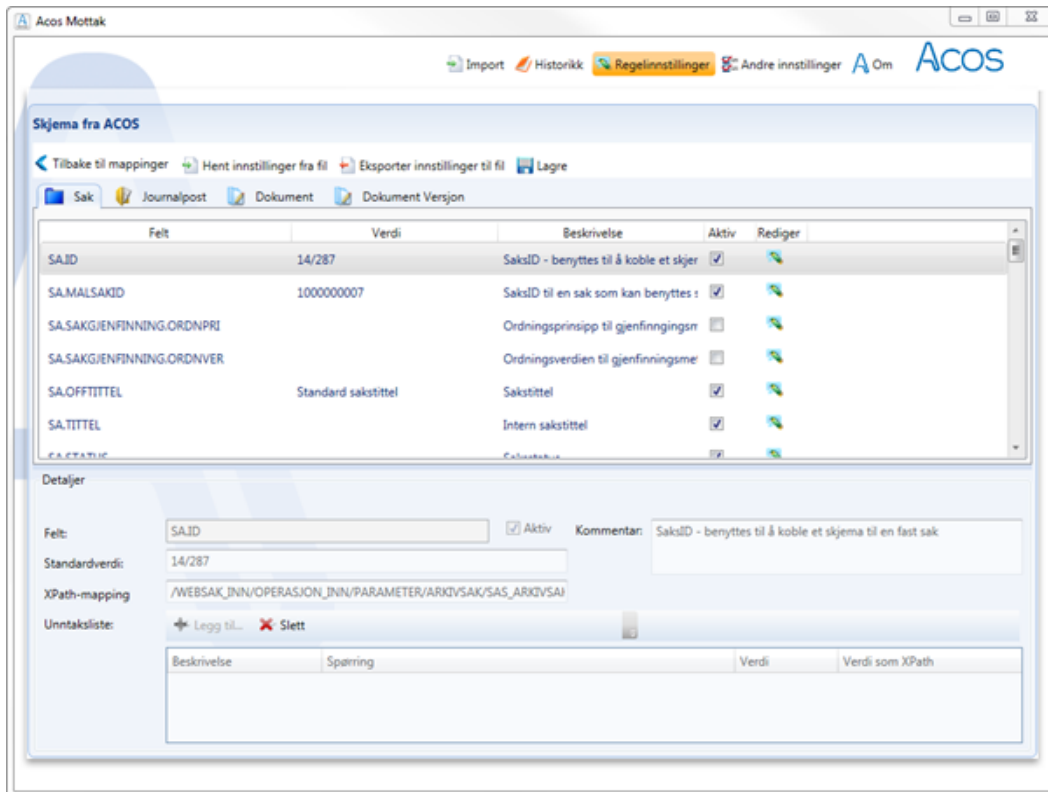 Acos Mottak
Import Historikk Regelinnstillinger Andre innstillinger Om ACOS
Skjema fra ACOS
Tilbake til mappinger Hent innstillinger fra fil Eksporter innstillinger til fil Lagre
Sak Journalpost Dokument Dokument Versjon
Felt Verdi Beskrivelse Aktiv Rediger
SA.ID 14/287 SaksID - benyttes til å koble et skjer
SA.MALSAKID 1000000007 SaksID til en sak som kan benyttes s
SA.SAKGJENFINNING.ORDNPRI Ordningsprinsipp til gjenfinngingsm
SA.SAKGJENFINNING.ORDNVER Ordningsverdien til gjenfinningsme
SA.OFFTITTEL Standard sakstittel Sakstittel
SA.TITTEL Intern sakstittel
SA.STATUS Saksstatus
Detaljer
Felt: SA.ID Aktiv Kommentar: SaksID - benyttes til å koble et skjema til en fast sak
Standardverdi: 14/287
XPath-mapping /WEBSAK_INN/OPERASJON_INN/PARAMETER/ARKIVSAK/SAS_ARKIVSAK
Unntaksliste: Legg til... Slett
Beskrivelse Spørring Verdi Verdi som XPath